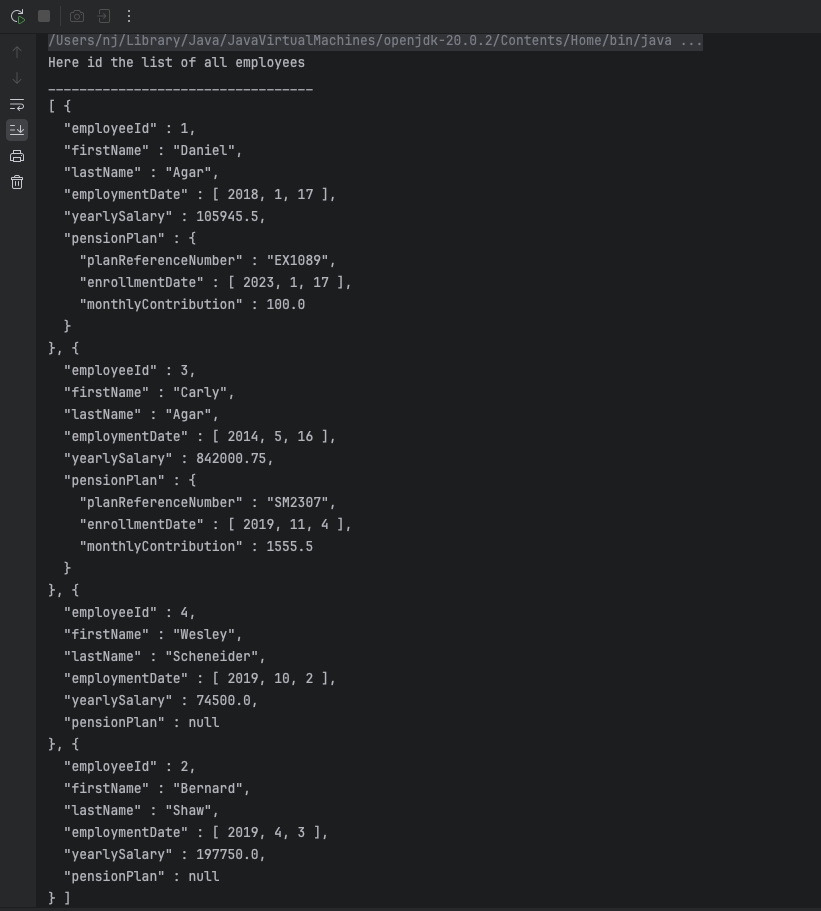 /Users/nj/Library/Java/JavaVirtualMachines/openjdk-20.0.2/Contents/Home/bin/java ...
Here id the list of all employees
__________________________________
[ {
  "employeeId" : 1,
  "firstName" : "Daniel",
  "lastName" : "Agar",
  "employmentDate" : [ 2018, 1, 17 ],
  "yearlySalary" : 105945.5,
  "pensionPlan" : {
    "planReferenceNumber" : "EX1089",
    "enrollmentDate" : [ 2023, 1, 17 ],
    "monthlyContribution" : 100.0
  }
}, {
  "employeeId" : 3,
  "firstName" : "Carly",
  "lastName" : "Agar",
  "employmentDate" : [ 2014, 5, 16 ],
  "yearlySalary" : 842000.75,
  "pensionPlan" : {
    "planReferenceNumber" : "SM2307",
    "enrollmentDate" : [ 2019, 11, 4 ],
    "monthlyContribution" : 1555.5
  }
}, {
  "employeeId" : 4,
  "firstName" : "Wesley",
  "lastName" : "Scheneider",
  "employmentDate" : [ 2019, 10, 2 ],
  "yearlySalary" : 74500.0,
  "pensionPlan" : null
}, {
  "employeeId" : 2,
  "firstName" : "Bernard",
  "lastName" : "Shaw",
  "employmentDate" : [ 2019, 4, 3 ],
  "yearlySalary" : 197750.0,
  "pensionPlan" : null
} ]